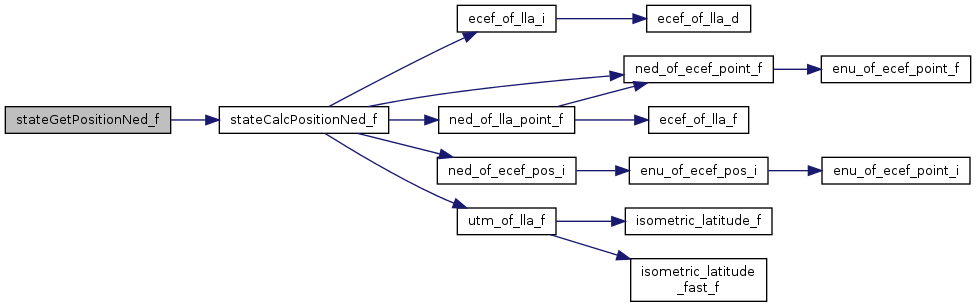 ecef_of_lla_i
ecef_of_lla_d
ned_of_ecef_point_f
enu_of_ecef_point_f
stateGetPositionNed_f
stateCalcPositionNed_f
ned_of_lla_point_f
ecef_of_lla_f
ned_of_ecef_pos_i
enu_of_ecef_pos_i
enu_of_ecef_point_i
utm_of_lla_f
isometric_latitude_f
isometric_latitude
_fast_f